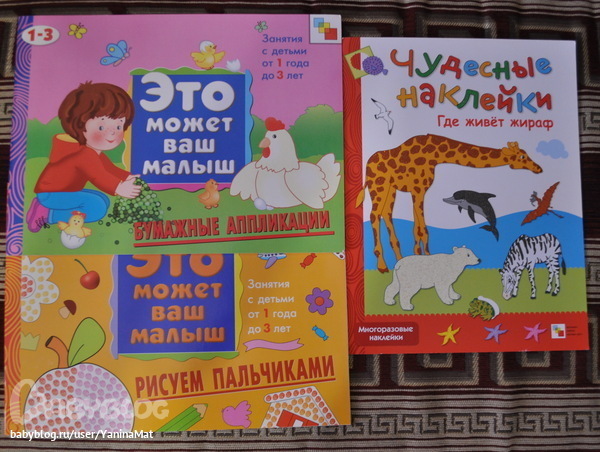 1-3
Занятия
с детьми
от 1 года
до 3 лет
Это
может
ваш
малыш
БУМАЖНЫЕ АППЛИКАЦИИ
Это
может
ваш
малыш
Занятия
с детьми
от 1 года
до 3 лет
РИСУЕМ ПАЛЬЧИКАМИ
Чудесные
наклейки
Где живёт жираф
Многоразовые
наклейки
BABYBLOG
babyblog.ru/user/YaninaMat